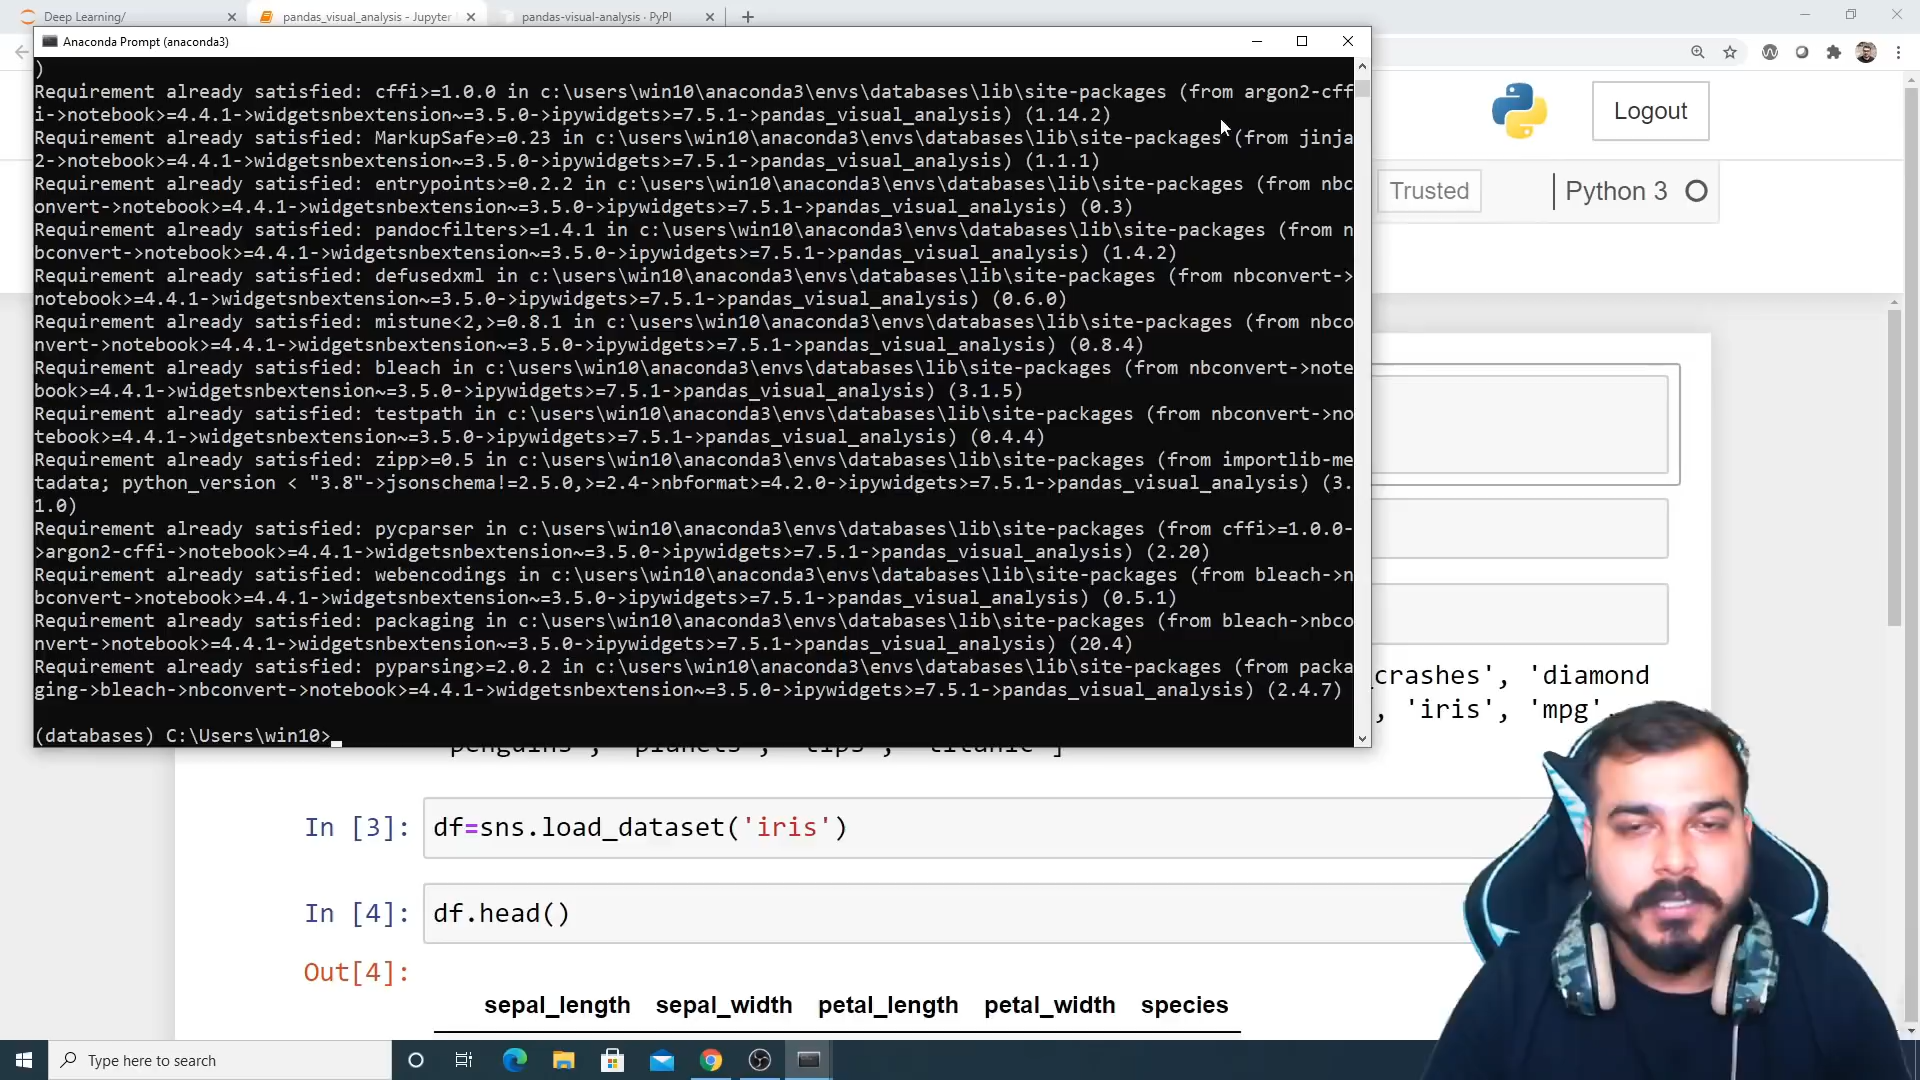 Deep Learning/
pandas_visual_analysis - Jupyter
pandas-visual-analysis · PyPI
Anaconda Prompt (anaconda3)
)
Requirement already satisfied: cffi>=1.0.0 in c:\users\win10\anaconda3\envs\databases\lib\site-packages (from argon2-cff
i->notebook>=4.4.1->widgetsnbextension~=3.5.0->ipywidgets>=7.5.1->pandas_visual_analysis) (1.14.2)
Requirement already satisfied: MarkupSafe>=0.23 in c:\users\win10\anaconda3\envs\databases\lib\site-packages (from jinja
2->notebook>=4.4.1->widgetsnbextension~=3.5.0->ipywidgets>=7.5.1->pandas_visual_analysis) (1.1.1)
Requirement already satisfied: entrypoints>=0.2.2 in c:\users\win10\anaconda3\envs\databases\lib\site-packages (from nbc
onvert->notebook>=4.4.1->widgetsnbextension~=3.5.0->ipywidgets>=7.5.1->pandas_visual_analysis) (0.3)
Requirement already satisfied: pandocfilters>=1.4.1 in c:\users\win10\anaconda3\envs\databases\lib\site-packages (from n
bconvert->notebook>=4.4.1->widgetsnbextension~=3.5.0->ipywidgets>=7.5.1->pandas_visual_analysis) (1.4.2)
Requirement already satisfied: defusedxml in c:\users\win10\anaconda3\envs\databases\lib\site-packages (from nbconvert->
notebook>=4.4.1->widgetsnbextension~=3.5.0->ipywidgets>=7.5.1->pandas_visual_analysis) (0.6.0)
Requirement already satisfied: mistune<2,>=0.8.1 in c:\users\win10\anaconda3\envs\databases\lib\site-packages (from nbco
nvert->notebook>=4.4.1->widgetsnbextension~=3.5.0->ipywidgets>=7.5.1->pandas_visual_analysis) (0.8.4)
Requirement already satisfied: bleach in c:\users\win10\anaconda3\envs\databases\lib\site-packages (from nbconvert->note
book>=4.4.1->widgetsnbextension~=3.5.0->ipywidgets>=7.5.1->pandas_visual_analysis) (3.1.5)
Requirement already satisfied: testpath in c:\users\win10\anaconda3\envs\databases\lib\site-packages (from nbconvert->no
tebook>=4.4.1->widgetsnbextension~=3.5.0->ipywidgets>=7.5.1->pandas_visual_analysis) (0.4.4)
Requirement already satisfied: zipp>=0.5 in c:\users\win10\anaconda3\envs\databases\lib\site-packages (from importlib-me
tadata; python_version < "3.8"->jsonschema!=2.5.0,>=2.4->nbformat>=4.2.0->ipywidgets>=7.5.1->pandas_visual_analysis) (3.
1.0)
Requirement already satisfied: pycparser in c:\users\win10\anaconda3\envs\databases\lib\site-packages (from cffi>=1.0.0-
>argon2-cffi->notebook>=4.4.1->widgetsnbextension~=3.5.0->ipywidgets>=7.5.1->pandas_visual_analysis) (2.20)
Requirement already satisfied: webencodings in c:\users\win10\anaconda3\envs\databases\lib\site-packages (from bleach->n
bconvert->notebook>=4.4.1->widgetsnbextension~=3.5.0->ipywidgets>=7.5.1->pandas_visual_analysis) (0.5.1)
Requirement already satisfied: packaging in c:\users\win10\anaconda3\envs\databases\lib\site-packages (from bleach->nbco
nvert->notebook>=4.4.1->widgetsnbextension~=3.5.0->ipywidgets>=7.5.1->pandas_visual_analysis) (20.4)
Requirement already satisfied: pyparsing>=2.0.2 in c:\users\win10\anaconda3\envs\databases\lib\site-packages (from packa
ging->bleach->nbconvert->notebook>=4.4.1->widgetsnbextension~=3.5.0->ipywidgets>=7.5.1->pandas_visual_analysis) (2.4.7)
(databases) C:\Users\win10>
Logout
Trusted
Python 3
crashes', 'diamond
, 'iris', 'mpg',
penguins', 'planets', 'tips', 'titanic']
In [3]: df=sns.load_dataset('iris')
In [4]: df.head()
Out[4]:
sepal_length sepal_width petal_length petal_width species
Type here to search